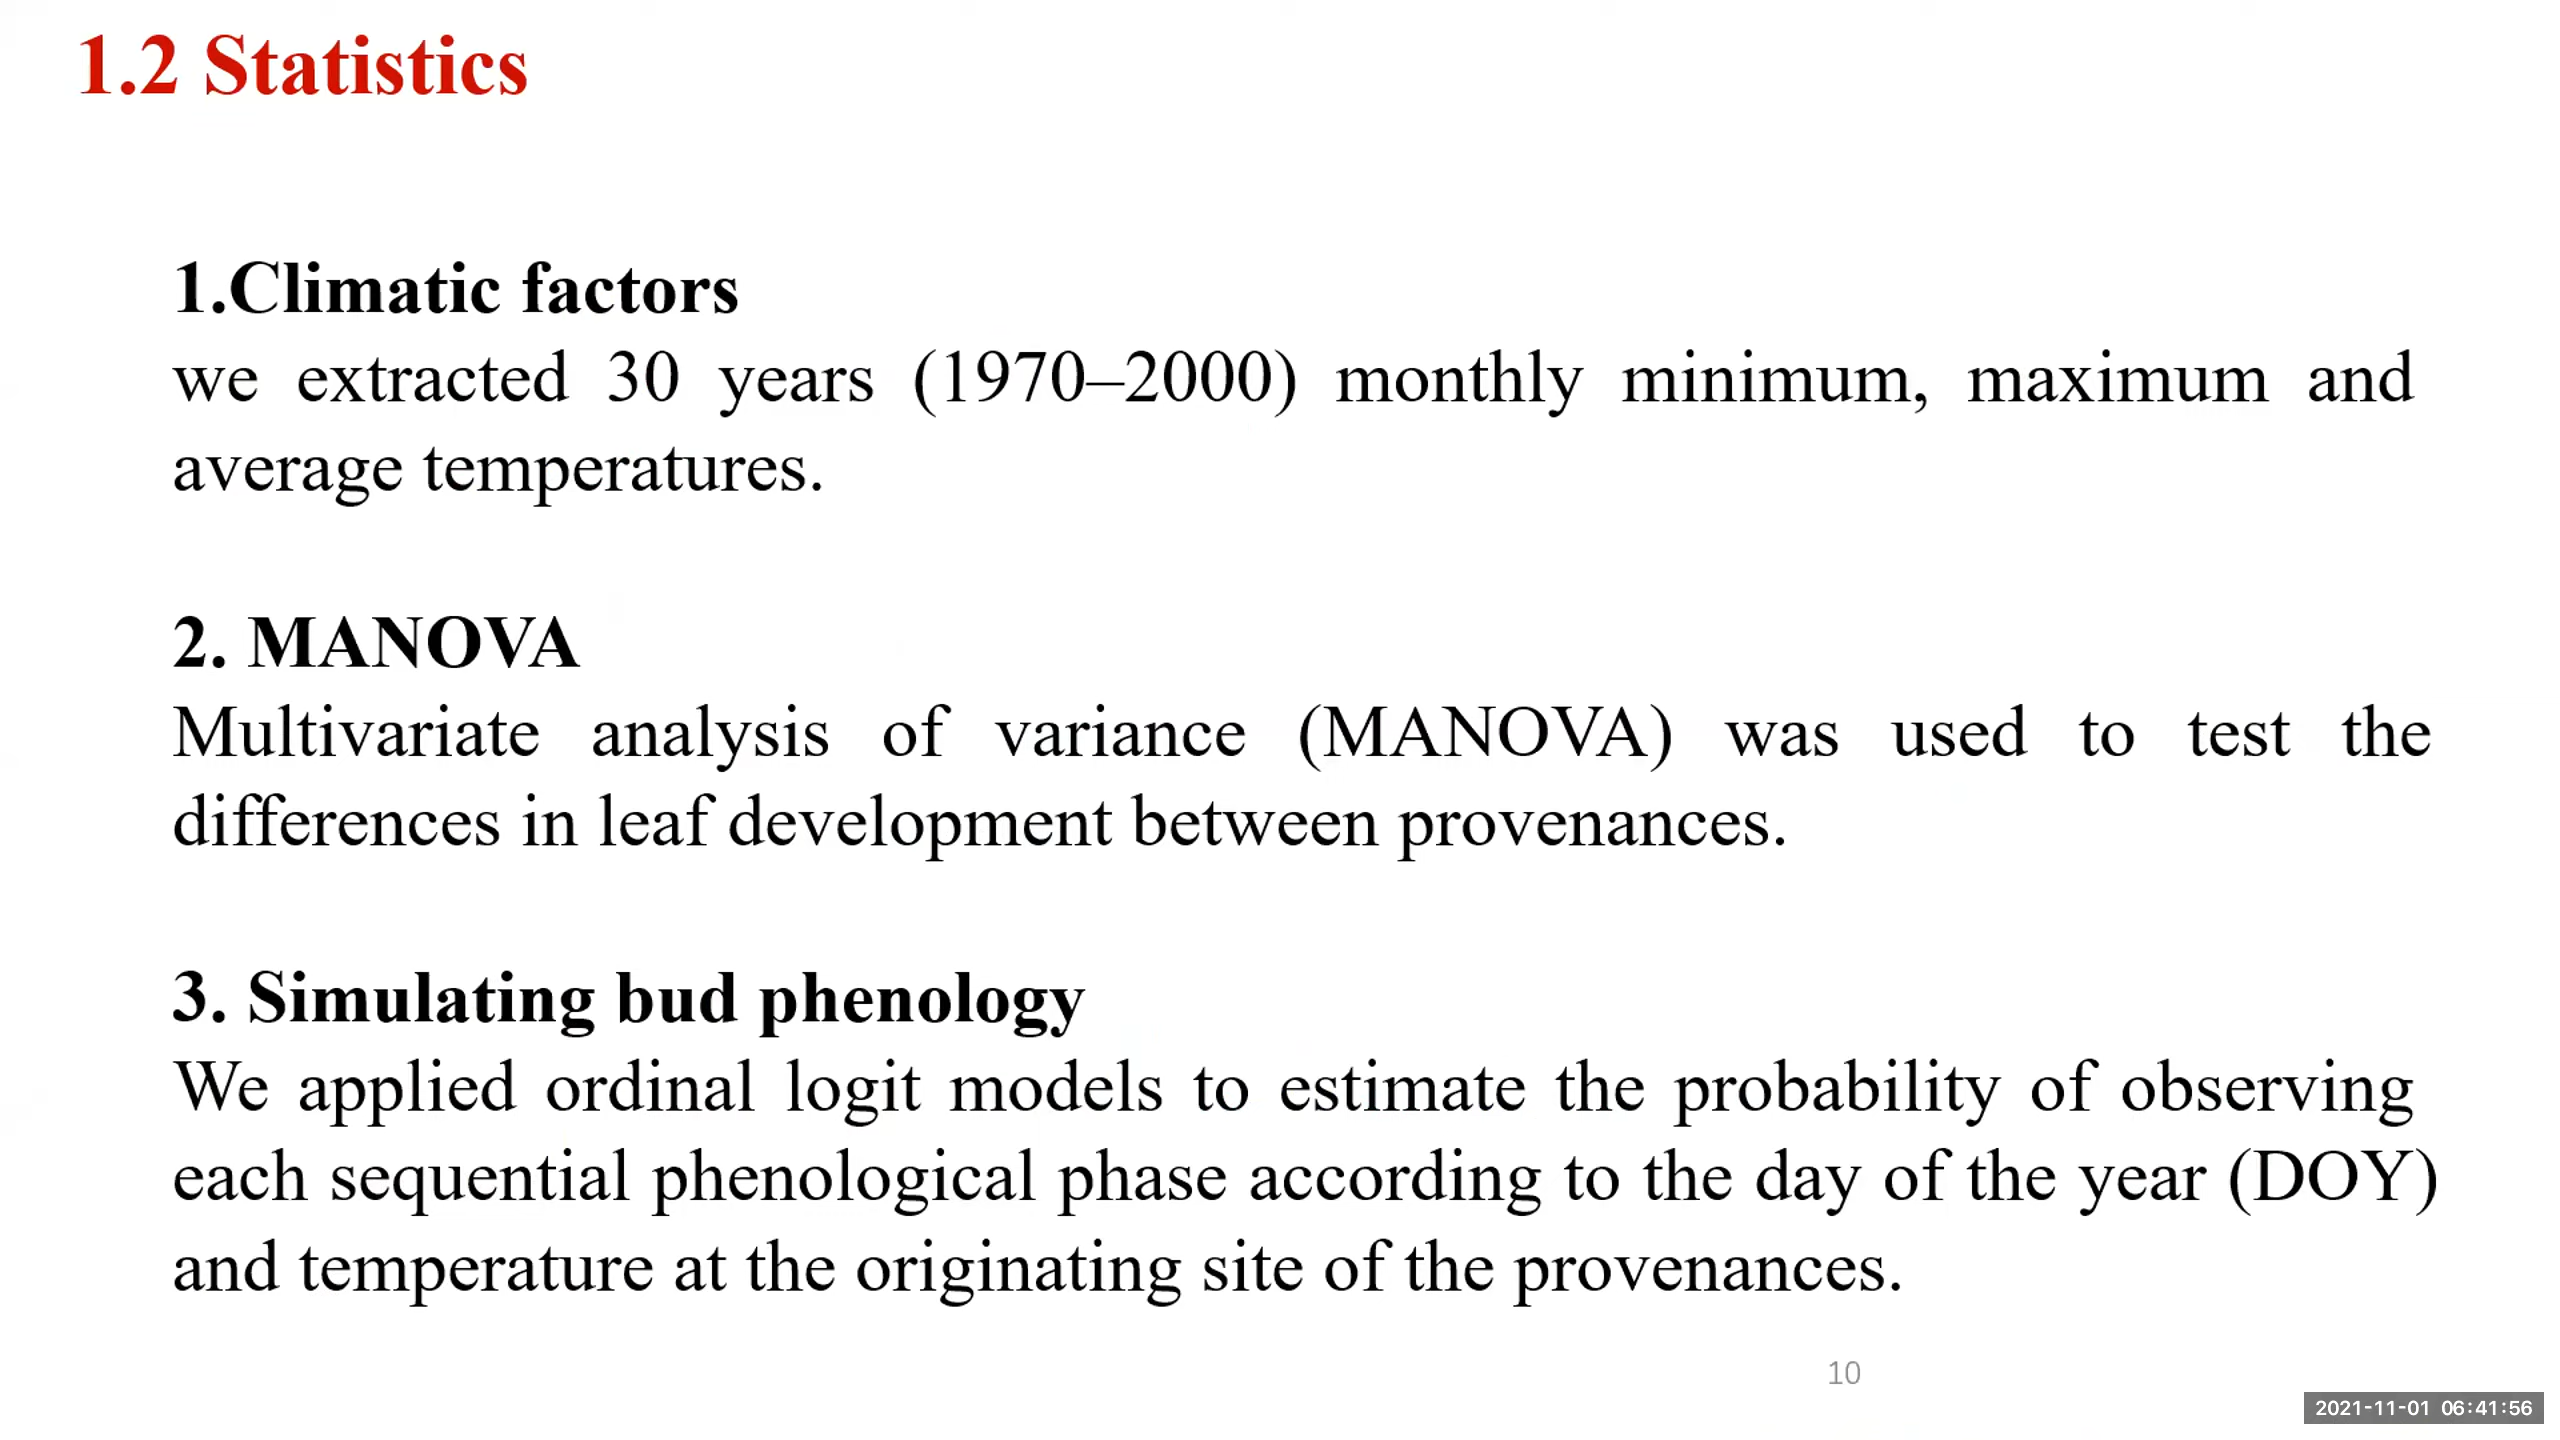 1.2 Statistics
1.Climatic factors
we extracted 30 years (1970–2000) monthly minimum, maximum and
average temperatures.
2. MANOVA
Multivariate analysis of variance (MANOVA) was used to test the
differences in leaf development between provenances.
3. Simulating bud phenology
We applied ordinal logit models to estimate the probability of observing
each sequential phenological phase according to the day of the year (DOY)
and temperature at the originating site of the provenances.
10
2021-11-01 06:41:56